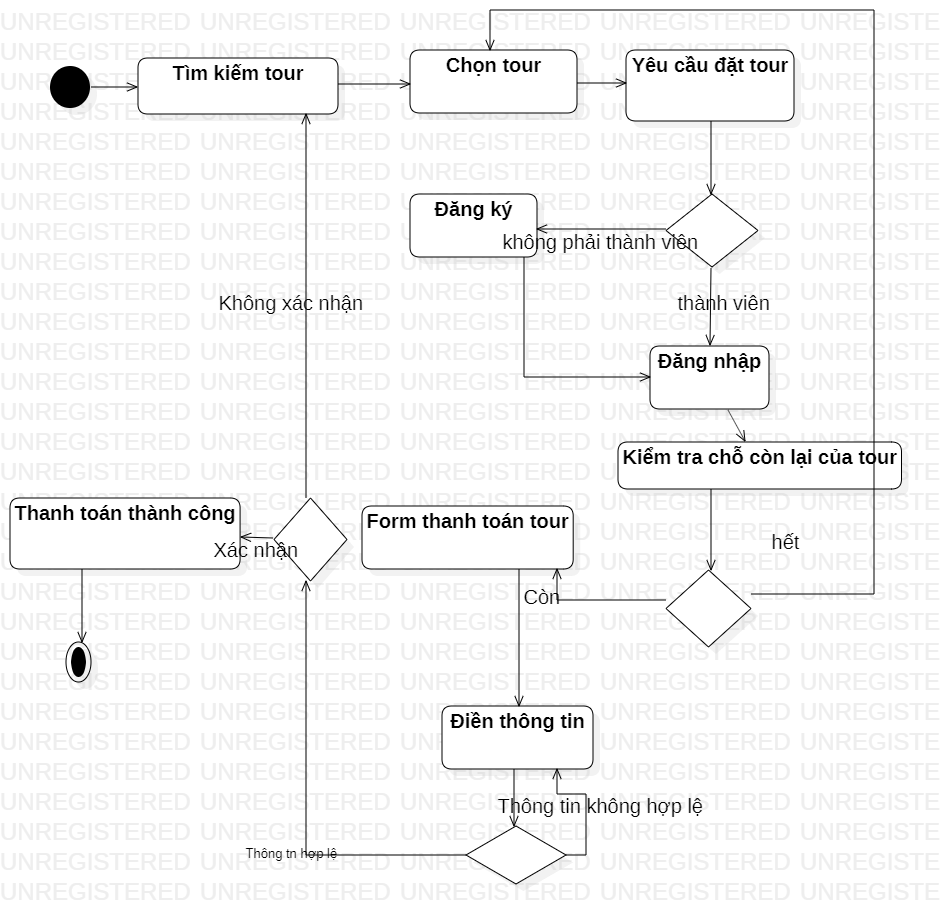 Tìm kiếm tour
Chọn tour
Yêu cầu đặt tour
Đăng ký
không phải thành viên
Không xác nhận
thành viên
Đăng nhập
Kiểm tra chỗ còn lại của tour
Thanh toán thành công
Form thanh toán tour
Xác nhận
hết
Còn
Điền thông tin
Thông tin không hợp lệ
Thông tn hợp lệ
UNREGISTERED